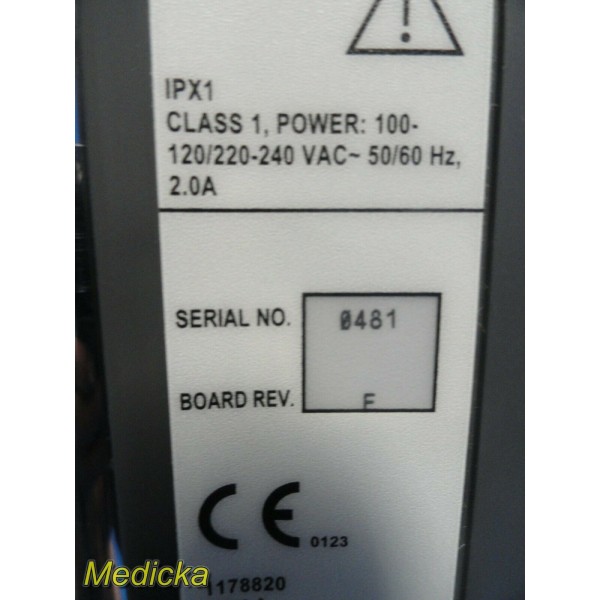 IPX1
CLASS 1, POWER: 100-
120/220-240 VAC~ 50/60 Hz,
2.0A
SERIAL NO. 0481
BOARD REV. F
CE 0123
1178820
Medicka